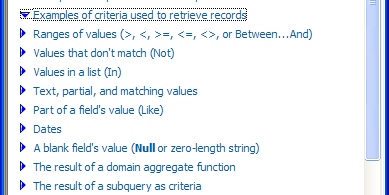 Examples of criteria used to retrieve records
Ranges of values (>, <, >=, <=, <>, or Between...And)
Values that don't match (Not)
Values in a list (In)
Text, partial, and matching values
Part of a field's value (Like)
Dates
A blank field's value (Null or zero-length string)
The result of a domain aggregate function
The result of a subquery as criteria